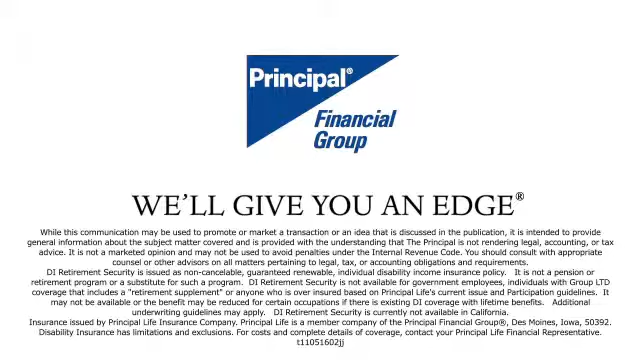 Principal®
Financial
Group
WE’LL GIVE YOU AN EDGE®
While this communication may be used to promote or market a transaction or an idea that is discussed in the publication, it is intended to provide
general information about the subject matter covered and is provided with the understanding that The Principal is not rendering legal, accounting, or tax
advice. It is not a marketed opinion and may not be used to avoid penalties under the Internal Revenue Code. You should consult with appropriate
counsel or other advisors on all matters pertaining to legal, tax, or accounting obligations and requirements.
DI Retirement Security is issued as non-cancelable, guaranteed renewable, individual disability income insurance policy. It is not a pension or
retirement program or a substitute for such a program. DI Retirement Security is not available for government employees, individuals with Group LTD
coverage that includes a "retirement supplement" or anyone who is over insured based on Principal Life's current issue and Participation guidelines. It
may not be available or the benefit may be reduced for certain occupations if there is existing DI coverage with lifetime benefits. Additional
underwriting guidelines may apply. DI Retirement Security is currently not available in California.
Insurance issued by Principal Life Insurance Company. Principal Life is a member company of the Principal Financial Group®, Des Moines, Iowa, 50392.
Disability Insurance has limitations and exclusions. For costs and complete details of coverage, contact your Principal Life Financial Representative.
t11051602jj